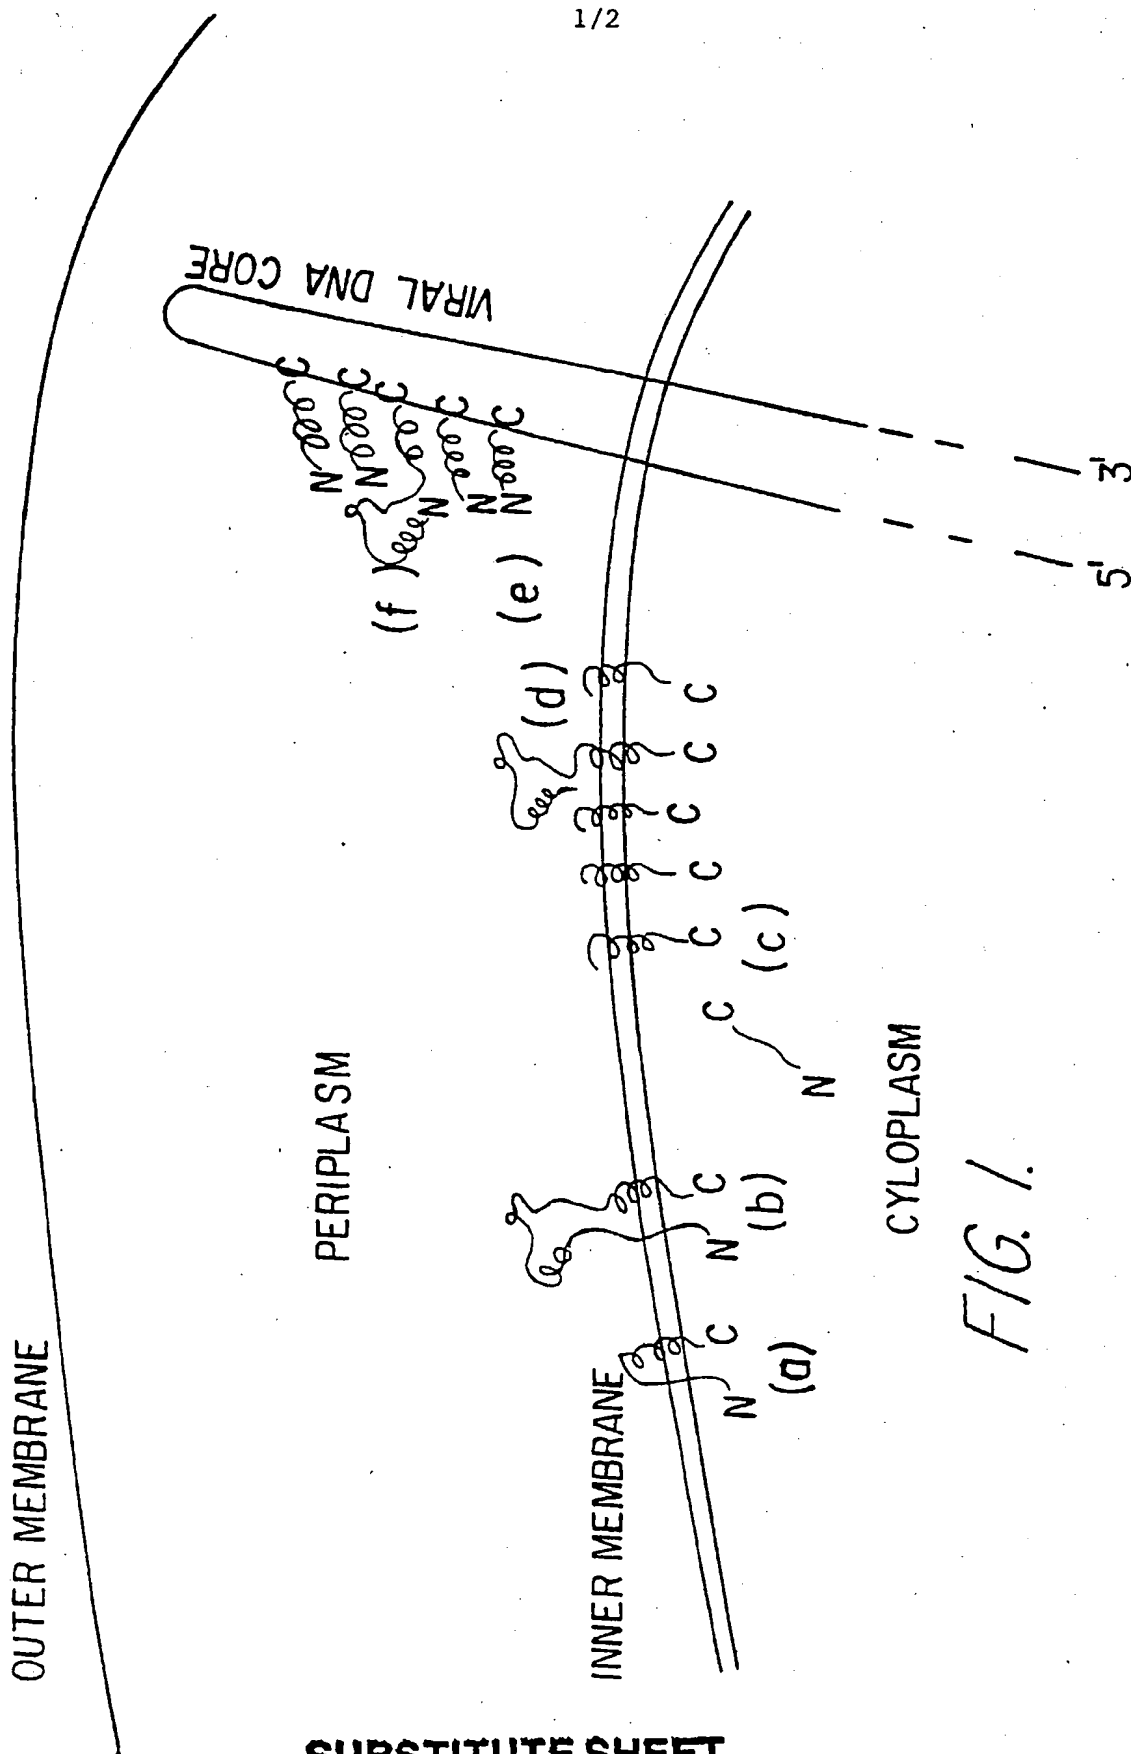 1/2
OUTER MEMBRANE
PERIPLASM
VIRAL DNA CORE
C
C
C
C
C
N
N
N
N
N
(f)
(e)
(d)
INNER MEMBRANE
N
C
(a)
N
C
(b)
N
C
C
(c)
C
C
C
C
5'
3'
CYLOPLASM
FIG. 1.
SUBSTITUTE SHEET